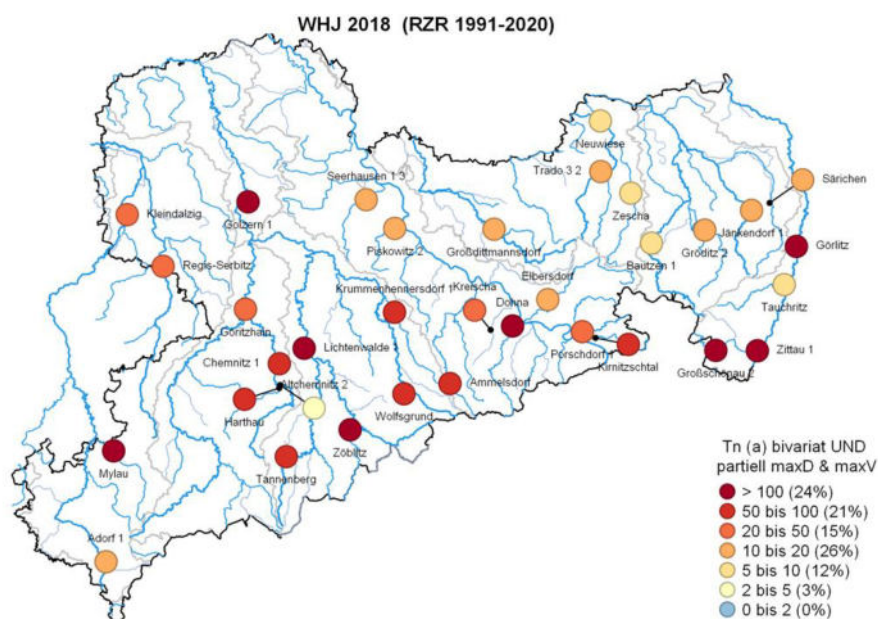 WHJ 2018 (RZR 1991-2020)
Neuwiese
Seerhausen 1 3
Trado 3 2
Särichen
Kleindalzig
Golzern 1
Zescha
Jänkendorf 1
Piskowitz 2
Großdittmannsdorf
Bautzen 1
Gröditz 2
Görlitz
Regis-Serbitz
Elbersdorf
Krummenhennersdorf 1
Kreischa
Dohna
Tauchritz
Göritzhain
Lichtenwalde 1
Porschdorf 1
Zittau 1
Chemnitz 1
Kirnitzschtal
Großschönau 2
Altchemnitz 2
Ammelsdorf
Harthau
Wolfsgrund
Zöblitz
Mylau
Tannenberg
Adorf 1
Tn (a) bivariat UND
partiell maxD & maxV
> 100 (24%)
50 bis 100 (21%)
20 bis 50 (15%)
10 bis 20 (26%)
5 bis 10 (12%)
2 bis 5 (3%)
0 bis 2 (0%)